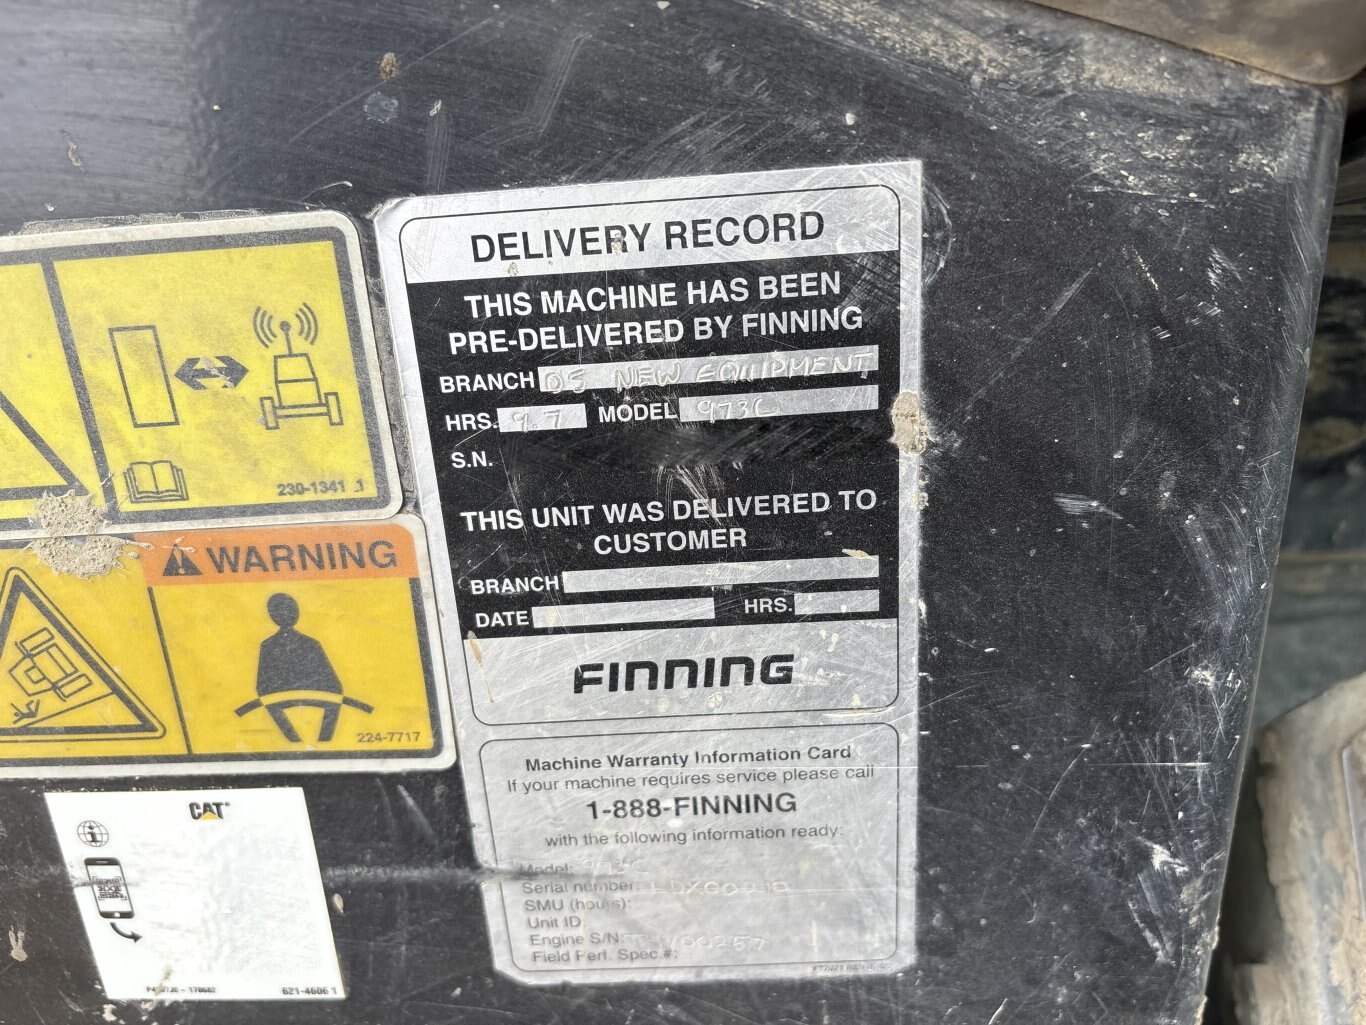 DELIVERY RECORD
THIS MACHINE HAS BEEN
PRE-DELIVERED BY FINNING
BRANCH 05 NEW EQUIPMENT
HRS. 9.7 MODEL 973C
S.N.
THIS UNIT WAS DELIVERED TO
CUSTOMER
BRANCH
DATE HRS.
FINNING
Machine Warranty Information Card
If your machine requires service please call
1-888-FINNING
with the following information ready:
Model: 973C
Serial number:
SMU (hours):
Unit ID:
Engine S/N:
Field Perf. Spec.#:
230-1341 1
WARNING
224-7717
CAT
621-4606 1